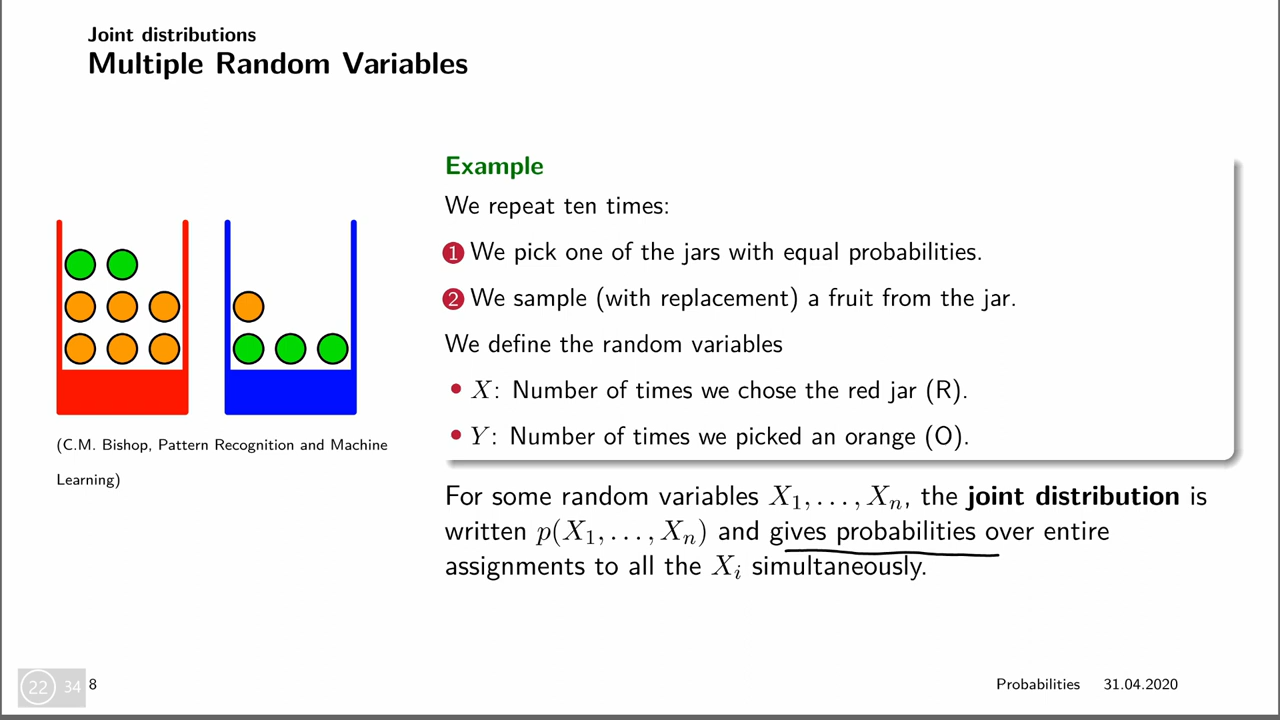 Joint distributions
Multiple Random Variables
Example
We repeat ten times:
1 We pick one of the jars with equal probabilities.
2 We sample (with replacement) a fruit from the jar.
We define the random variables
• X: Number of times we chose the red jar (R).
• Y: Number of times we picked an orange (O).
(C.M. Bishop, Pattern Recognition and Machine
Learning)
For some random variables X₁, . . . , Xₙ, the joint distribution is
written p(X₁, . . . , Xₙ) and gives probabilities over entire
assignments to all the Xᵢ simultaneously.
22 34 8
Probabilities 31.04.2020